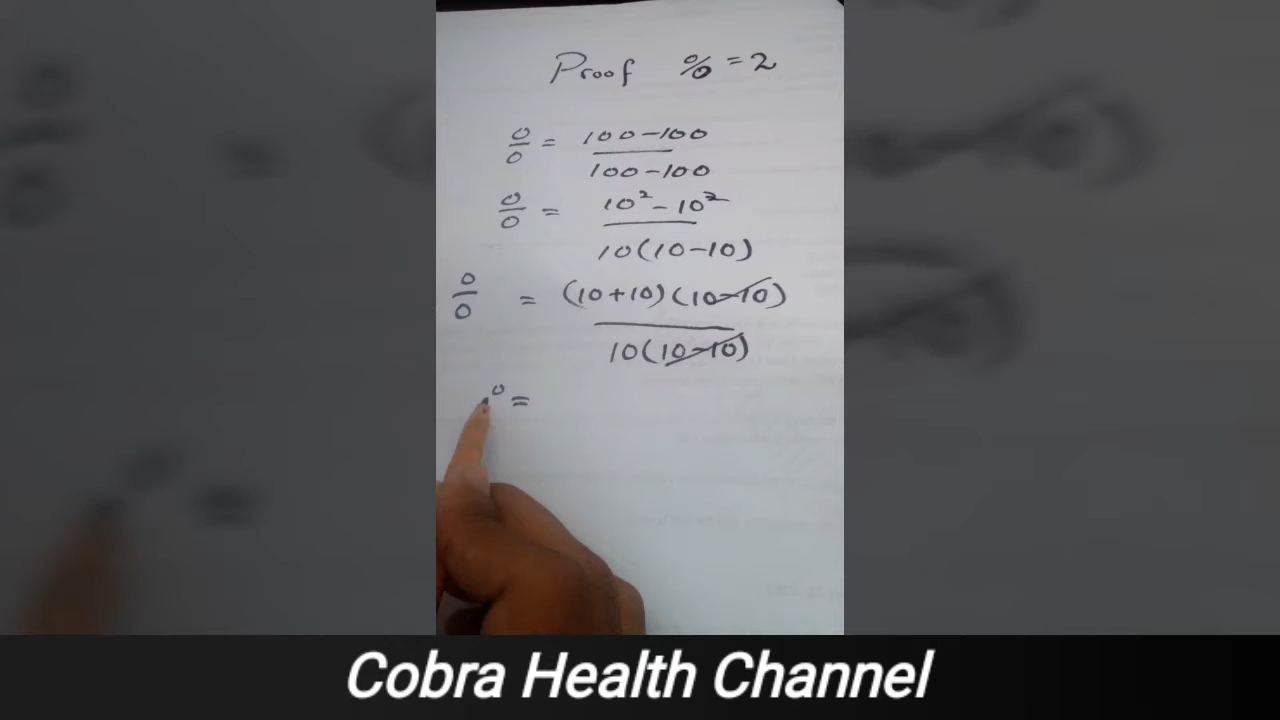 Proof 0/0 = 2
0/0 = 100-100 / 100-100
0/0 = 10² - 10² / 10(10-10)
0/0 = (10+10)(10-10) / 10(10-10)
0 =
Cobra Health Channel